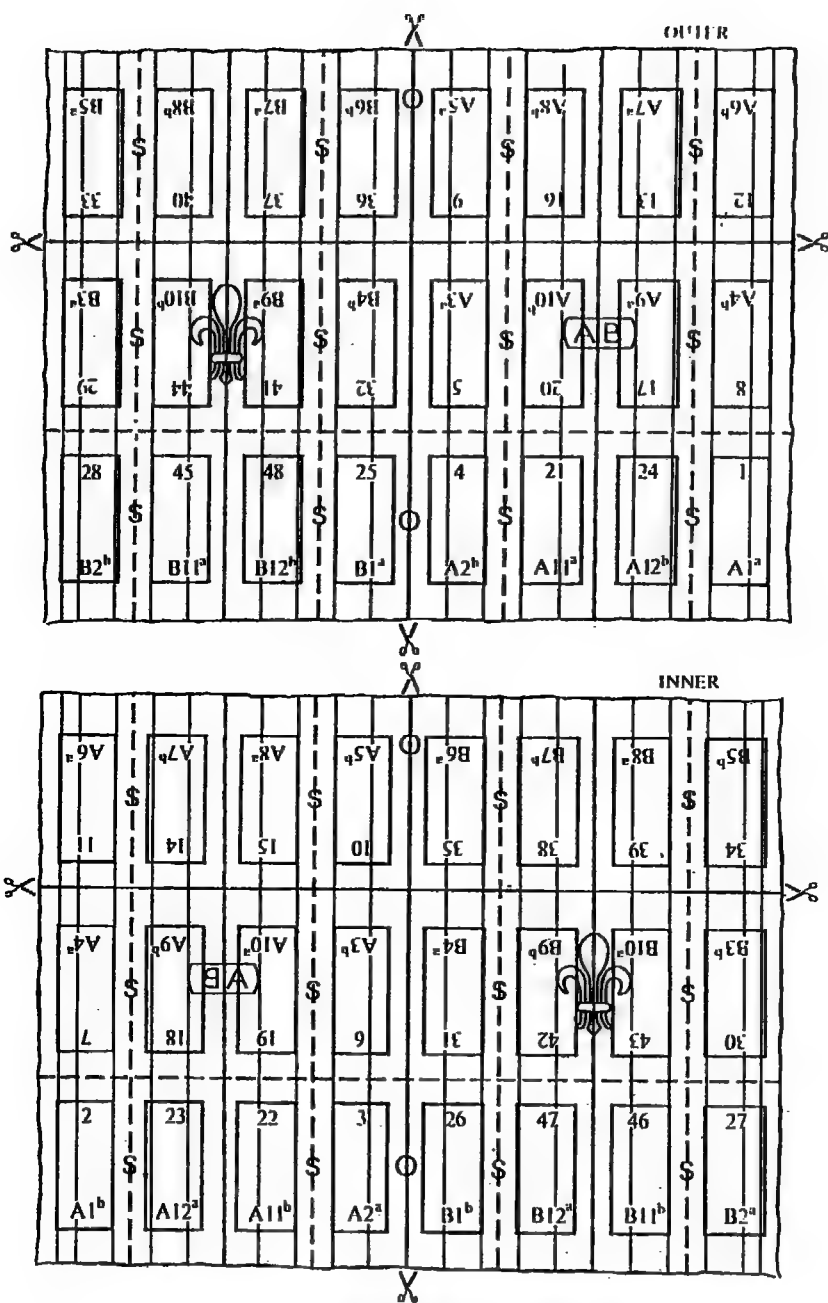 OUTER
B5ª B8ᵇ B7ª B6ᵇ A5ª A8ᵇ A7ª A6ᵇ
$ $ $ $
33 40 37 36 9 16 13 12
B3ª B10ᵇ B9ª B4ᵇ A3ª A10ᵇ A9ª A4ᵇ
$ $ AB $ $
29 44 41 32 5 20 17 8
28 45 48 25 4 21 24 1
$ $ $ $
B2ᵇ B11ª B12ᵇ B1ª A2ᵇ A11ª A12ᵇ A1ª
INNER
A6ª A7ᵇ A8ª A5ᵇ B6ª B7ᵇ B8ª B5ᵇ
$ $ $ $
11 14 15 10 35 38 39 34
A4ª A9ᵇ A10ª A3ᵇ B4ª B9ᵇ B10ª B3ᵇ
$ AB $ $ $
7 18 19 6 31 42 43 30
2 23 22 3 26 47 46 27
$ $ $ $
A1ᵇ A12ª A11ᵇ A2ª B1ᵇ B12ª B11ᵇ B2ª